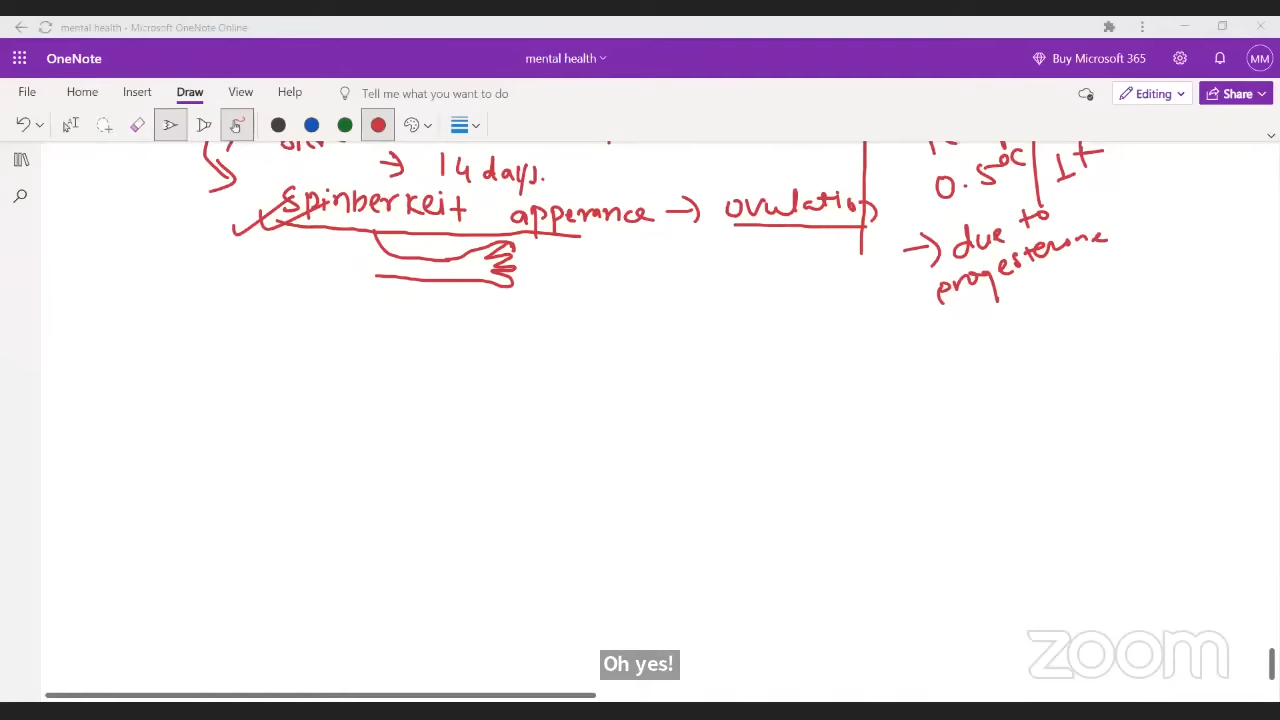 mental health - Microsoft OneNote Online
OneNote
mental health
Buy Microsoft 365
MM
File Home Insert Draw View Help Tell me what you want to do
Editing
Share
→ 14 days.
Spinberkeit apperance → ovulation
0.5°C
→ due to
progesterone
Oh yes!
zoom